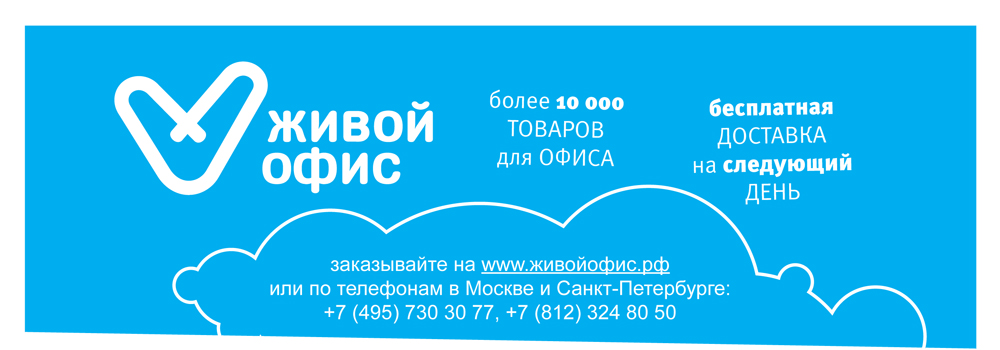 живой
офис
более 10 000
ТОВАРОВ
для ОФИСА
бесплатная
ДОСТАВКА
на следующий
ДЕНЬ
заказывайте на www.живойофис.рф
или по телефонам в Москве и Санкт-Петербурге:
+7 (495) 730 30 77, +7 (812) 324 80 50